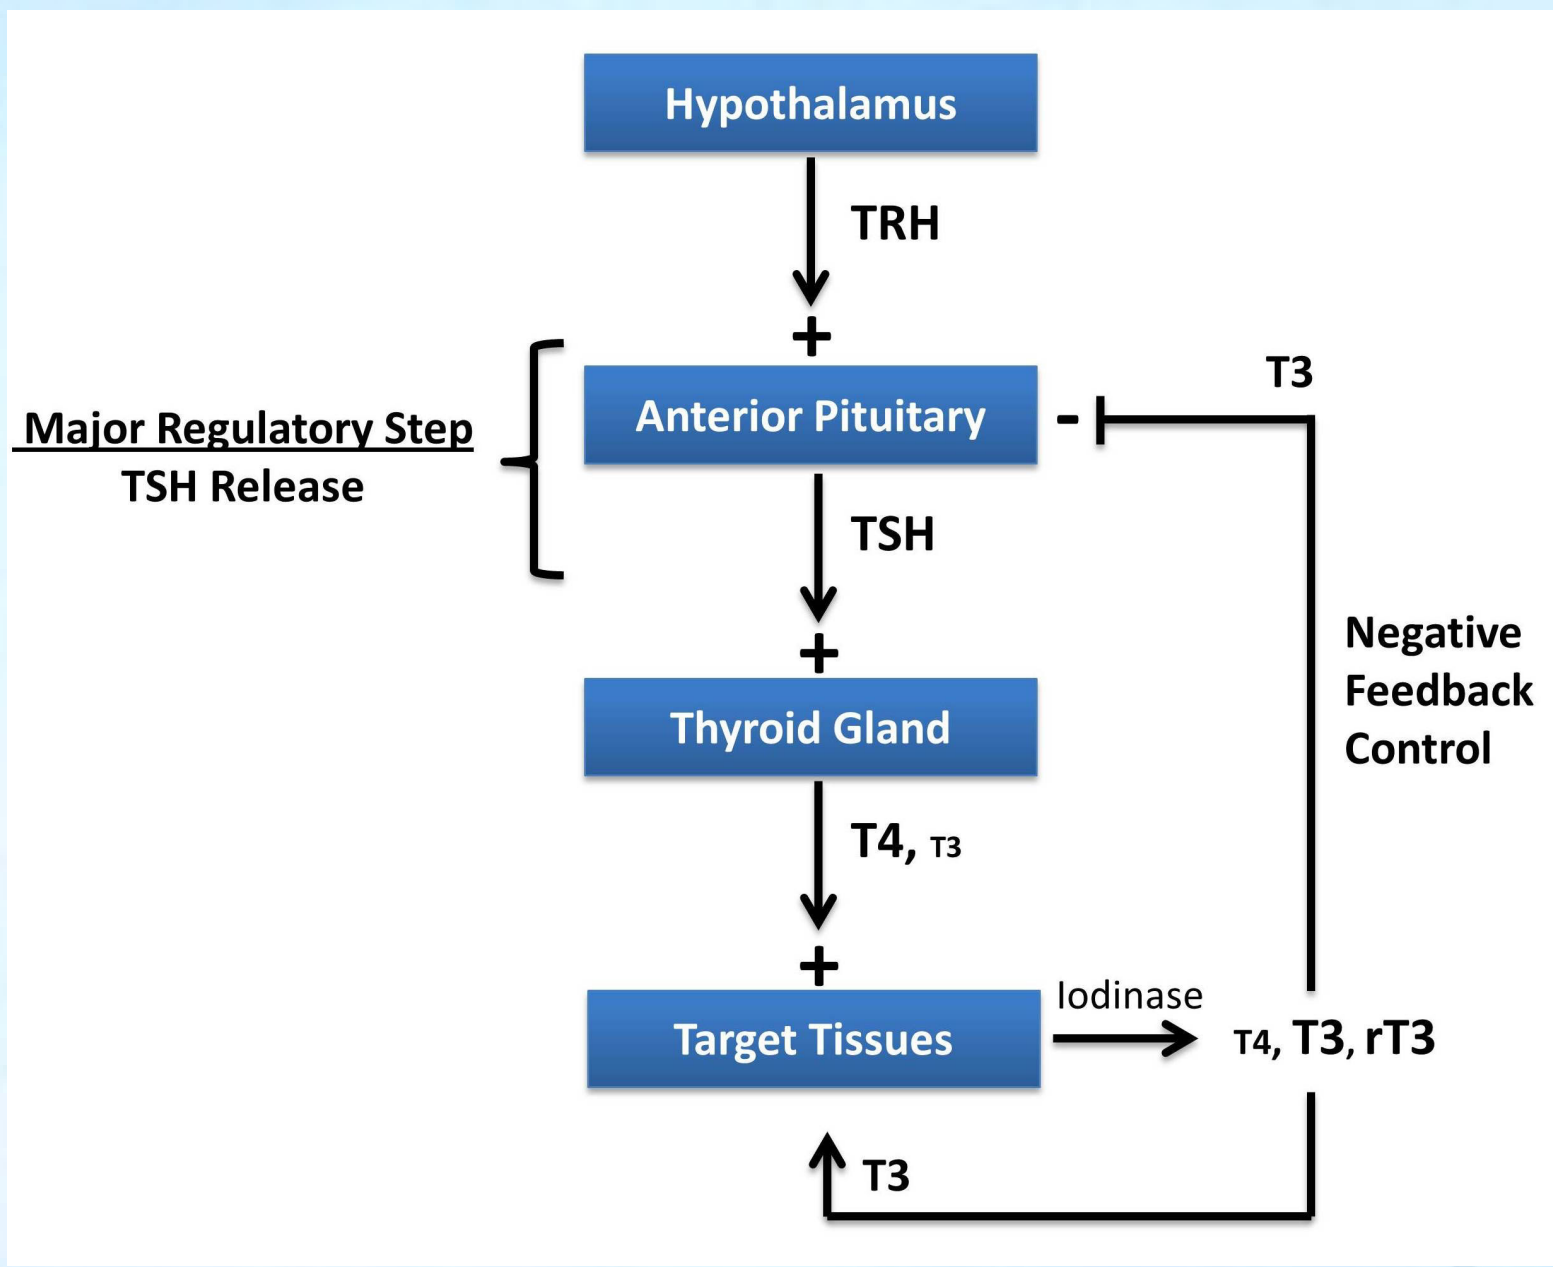 Hypothalamus
TRH
+
Anterior Pituitary
-
T3
Major Regulatory Step
TSH Release
TSH
+
Negative
Feedback
Control
Thyroid Gland
T4, T3
+
Target Tissues
Iodinase
T4, T3, rT3
T3